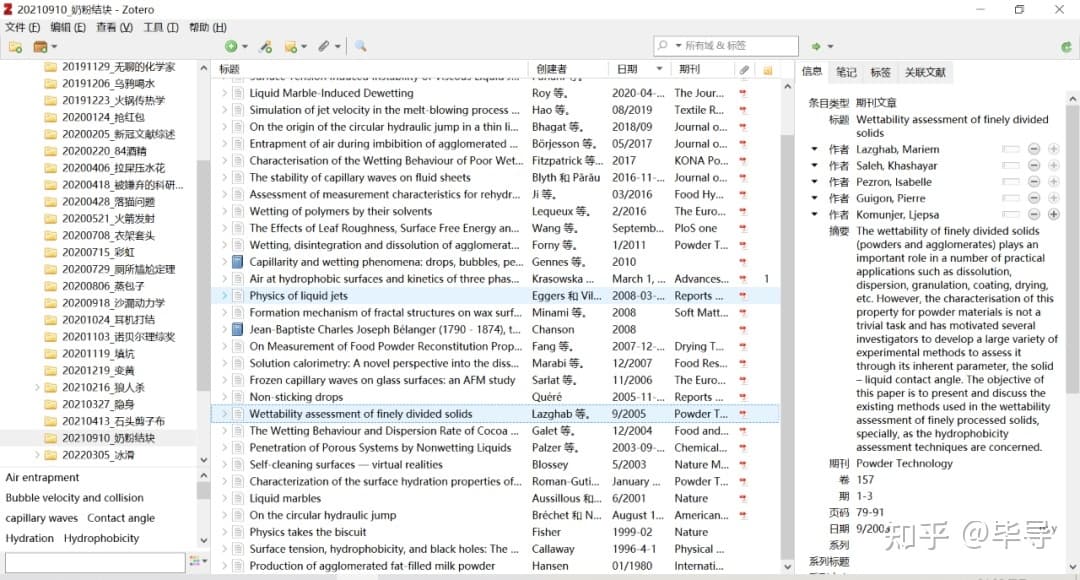 20210910_奶粉结块 - Zotero
文件 (F) 编辑 (E) 查看 (V) 工具 (T) 帮助 (H)
所有域 & 标签
20191129_无聊的化学家
20191206_乌鸦喝水
20191223_火锅传热学
20200124_抢红包
20200205_新冠文献综述
20200220_84酒精
20200406_拉屎压水花
20200418_被嫌弃的科研...
20200428_落猫问题
20200521_火箭发射
20200708_衣架套头
20200715_彩虹
20200729_厕所尴尬定理
20200806_蒸包子
20200918_沙漏动力学
20201024_耳机打结
20201103_诺贝尔理综奖
20201119_填坑
20201219_变黄
20210216_狼人杀
20210327_隐身
20210413_石头剪子布
20210910_奶粉结块
20220305_冰滑
Air entrapment
Bubble velocity and collision
capillary waves Contact angle
Hydration Hydrophobicity
标题 创建者 日期 期刊
Liquid Marble-Induced Dewetting Roy 等。 2020-04-... The Jour...
Simulation of jet velocity in the melt-blowing process ... Hao 等。 08/2019 Textile R...
On the origin of the circular hydraulic jump in a thin li... Bhagat 等。 2018/09 Journal o...
Entrapment of air during imbibition of agglomerated ... Börjesson 等。 05/2017 Journal o...
Characterisation of the Wetting Behaviour of Poor Wet... Fitzpatrick 等... 2017 KONA Po...
The stability of capillary waves on fluid sheets Blyth 和 Părău 2016-11-... Journal o...
Assessment of measurement characteristics for rehydr... Ji 等。 03/2016 Food Hy...
Wetting of polymers by their solvents Lequeux 等。 2/2016 The Euro...
The Effects of Leaf Roughness, Surface Free Energy an... Wang 等。 Septemb... PloS one
Wetting, disintegration and dissolution of agglomerat... Forny 等。 1/2011 Powder T...
Capillarity and wetting phenomena: drops, bubbles, pe... Gennes 等。 2010
Air at hydrophobic surfaces and kinetics of three phas... Krasowska ... March 1, ... Advances... 1
Physics of liquid jets Eggers 和 Vil... 2008-03-... Reports ...
Formation mechanism of fractal structures on wax surf... Minami 等。 2008 Soft Matt...
Jean-Baptiste Charles Joseph Bélanger (1790 - 1874), t... Chanson 2008
On Measurement of Food Powder Reconstitution Prop... Fang 等。 2007-12-... Drying T...
Solution calorimetry: A novel perspective into the diss... Marabi 等。 12/2007 Food Res...
Frozen capillary waves on glass surfaces: an AFM study Sarlat 等。 11/2006 The Euro...
Non-sticking drops Quéré 2005-11-... Reports ...
Wettability assessment of finely divided solids Lazghab 等。 9/2005 Powder T...
The Wetting Behaviour and Dispersion Rate of Cocoa ... Galet 等。 12/2004 Food and...
Penetration of Porous Systems by Nonwetting Liquids Palzer 等。 2003-09-... Chemical...
Self-cleaning surfaces — virtual realities Blossey 5/2003 Nature M...
Characterization of the surface hydration properties of... Roman-Guti... January ... Powder T...
Liquid marbles Aussillous 和... 6/2001 Nature
On the circular hydraulic jump Bréchet 和 N... August 1... American...
Physics takes the biscuit Fisher 1999-02 Nature
Surface tension, hydrophobicity, and black holes: The ... Callaway 1996-4-1 Physical ...
Production of agglomerated fat-filled milk powder Hansen 01/1980 Internati...
信息 笔记 标签 关联文献
条目类型 期刊文章
标题 Wettability assessment of finely divided
solids
作者 Lazghab, Mariem
作者 Saleh, Khashayar
作者 Pezron, Isabelle
作者 Guigon, Pierre
作者 Komunjer, Ljepsa
摘要 The wettability of finely divided solids
(powders and agglomerates) plays an
important role in a number of practical
applications such as dissolution,
dispersion, granulation, coating, drying,
etc. However, the characterisation of this
property for powder materials is not a
trivial task and has motivated several
investigators to develop a large variety of
experimental methods to assess it
through its inherent parameter, the solid
– liquid contact angle. The objective of
this paper is to present and discuss the
existing methods used in the wettability
assessment of finely processed solids,
specially, as the hydrophobicity
assessment techniques are concerned.
期刊 Powder Technology
卷 157
期 1-3
页码 79-91
日期 9/2005
系列
系列标题
知乎 @毕导